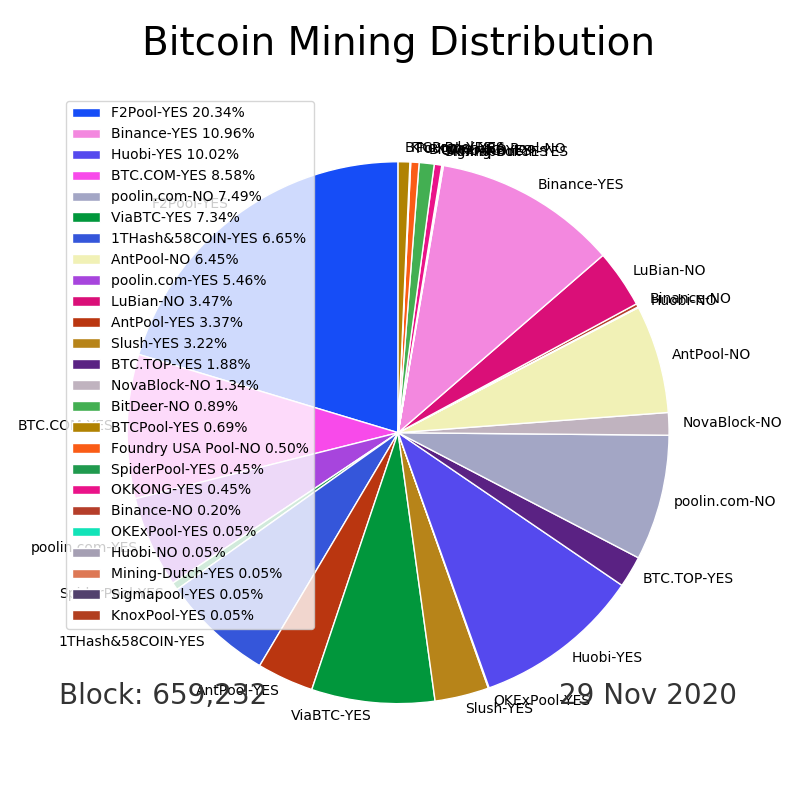 Bitcoin Mining Distribution
F2Pool-YES 20.34%
Binance-YES 10.96%
Huobi-YES 10.02%
BTC.COM-YES 8.58%
poolin.com-NO 7.49%
ViaBTC-YES 7.34%
1THash&58COIN-YES 6.65%
AntPool-NO 6.45%
poolin.com-YES 5.46%
LuBian-NO 3.47%
AntPool-YES 3.37%
Slush-YES 3.22%
BTC.TOP-YES 1.88%
NovaBlock-NO 1.34%
BitDeer-NO 0.89%
BTCPool-YES 0.69%
Foundry USA Pool-NO 0.50%
SpiderPool-YES 0.45%
OKKONG-YES 0.45%
Binance-NO 0.20%
OKExPool-YES 0.05%
Huobi-NO 0.05%
Mining-Dutch-YES 0.05%
Sigmapool-YES 0.05%
KnoxPool-YES 0.05%
F2Pool-YES
Binance-YES
LuBian-NO
Binance-NO
Huobi-NO
AntPool-NO
NovaBlock-NO
BTC.COM-YES
poolin.com-NO
poolin.com-YES
BTC.TOP-YES
1THash&58COIN-YES
Huobi-YES
AntPool-YES
OKExPool-YES
Slush-YES
ViaBTC-YES
Block: 659,232
29 Nov 2020